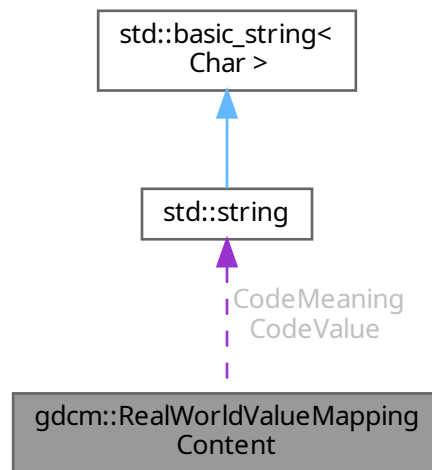 std::basic_string<
Char >
std::string
CodeMeaning
CodeValue
gdcm::RealWorldValueMapping
Content